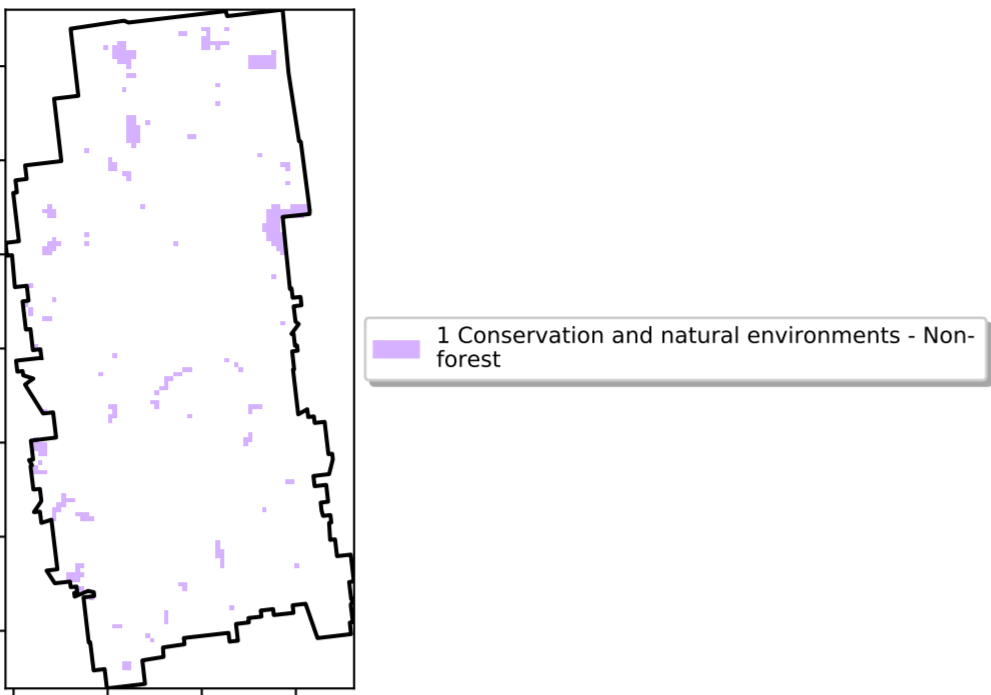 1 Conservation and natural environments - Non-
forest